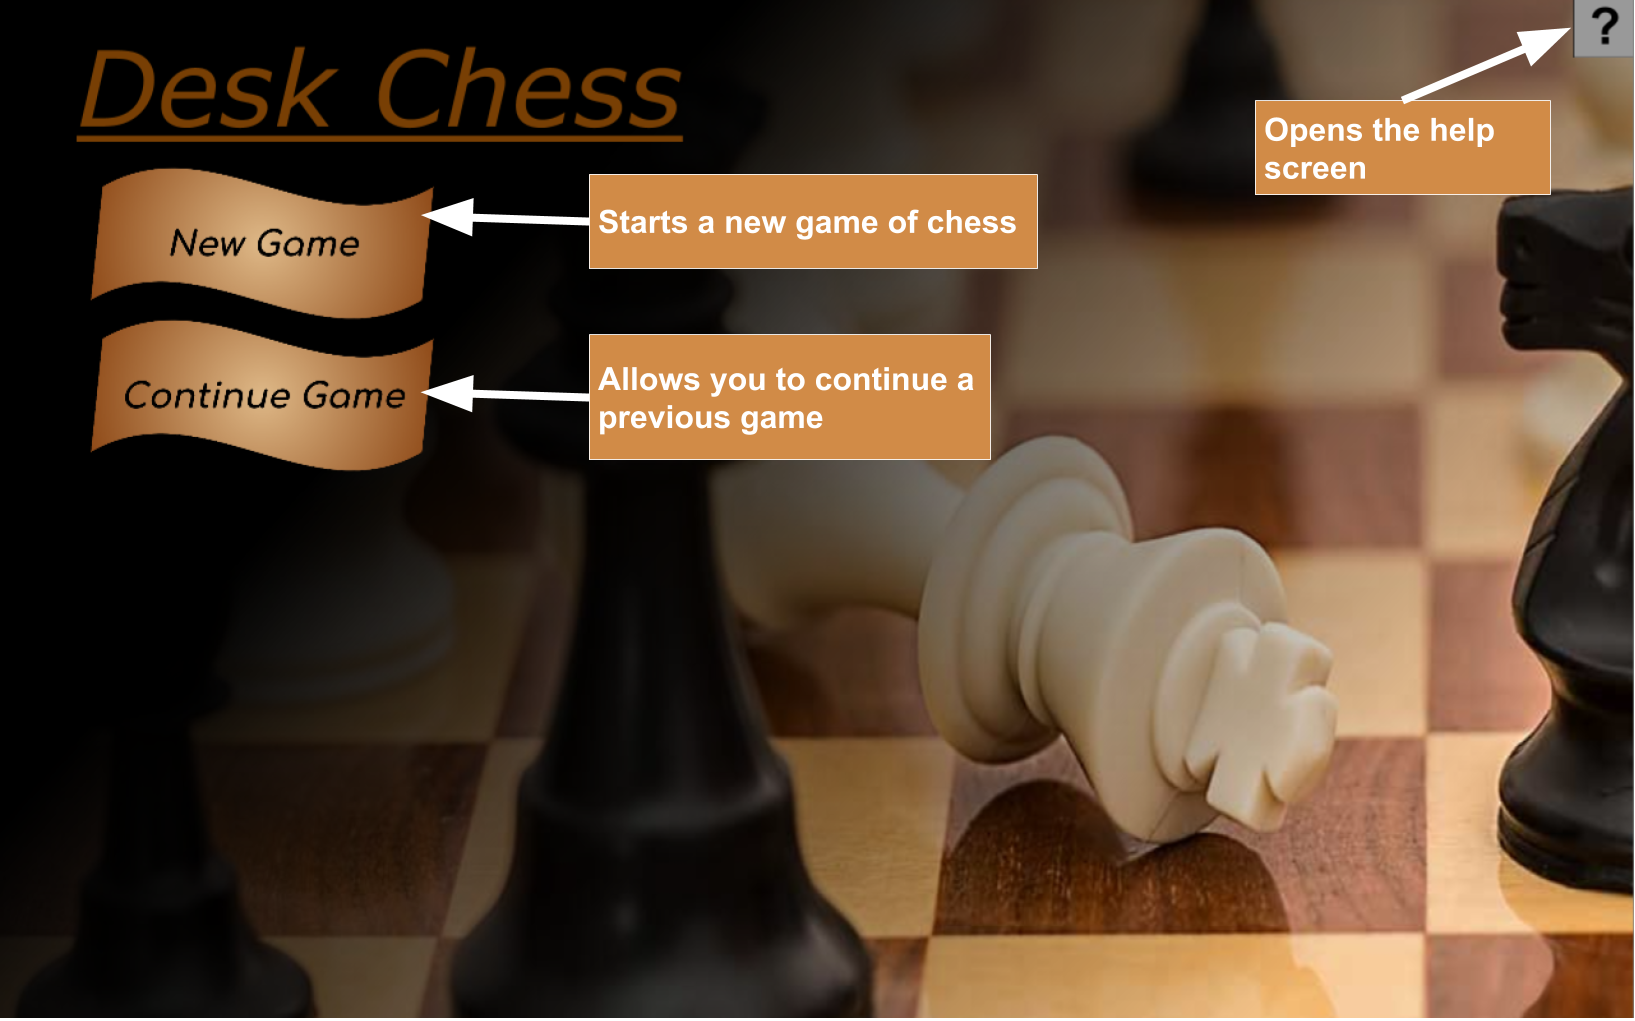 Desk Chess
?
Opens the help
screen
New Game
Starts a new game of chess
Continue Game
Allows you to continue a
previous game